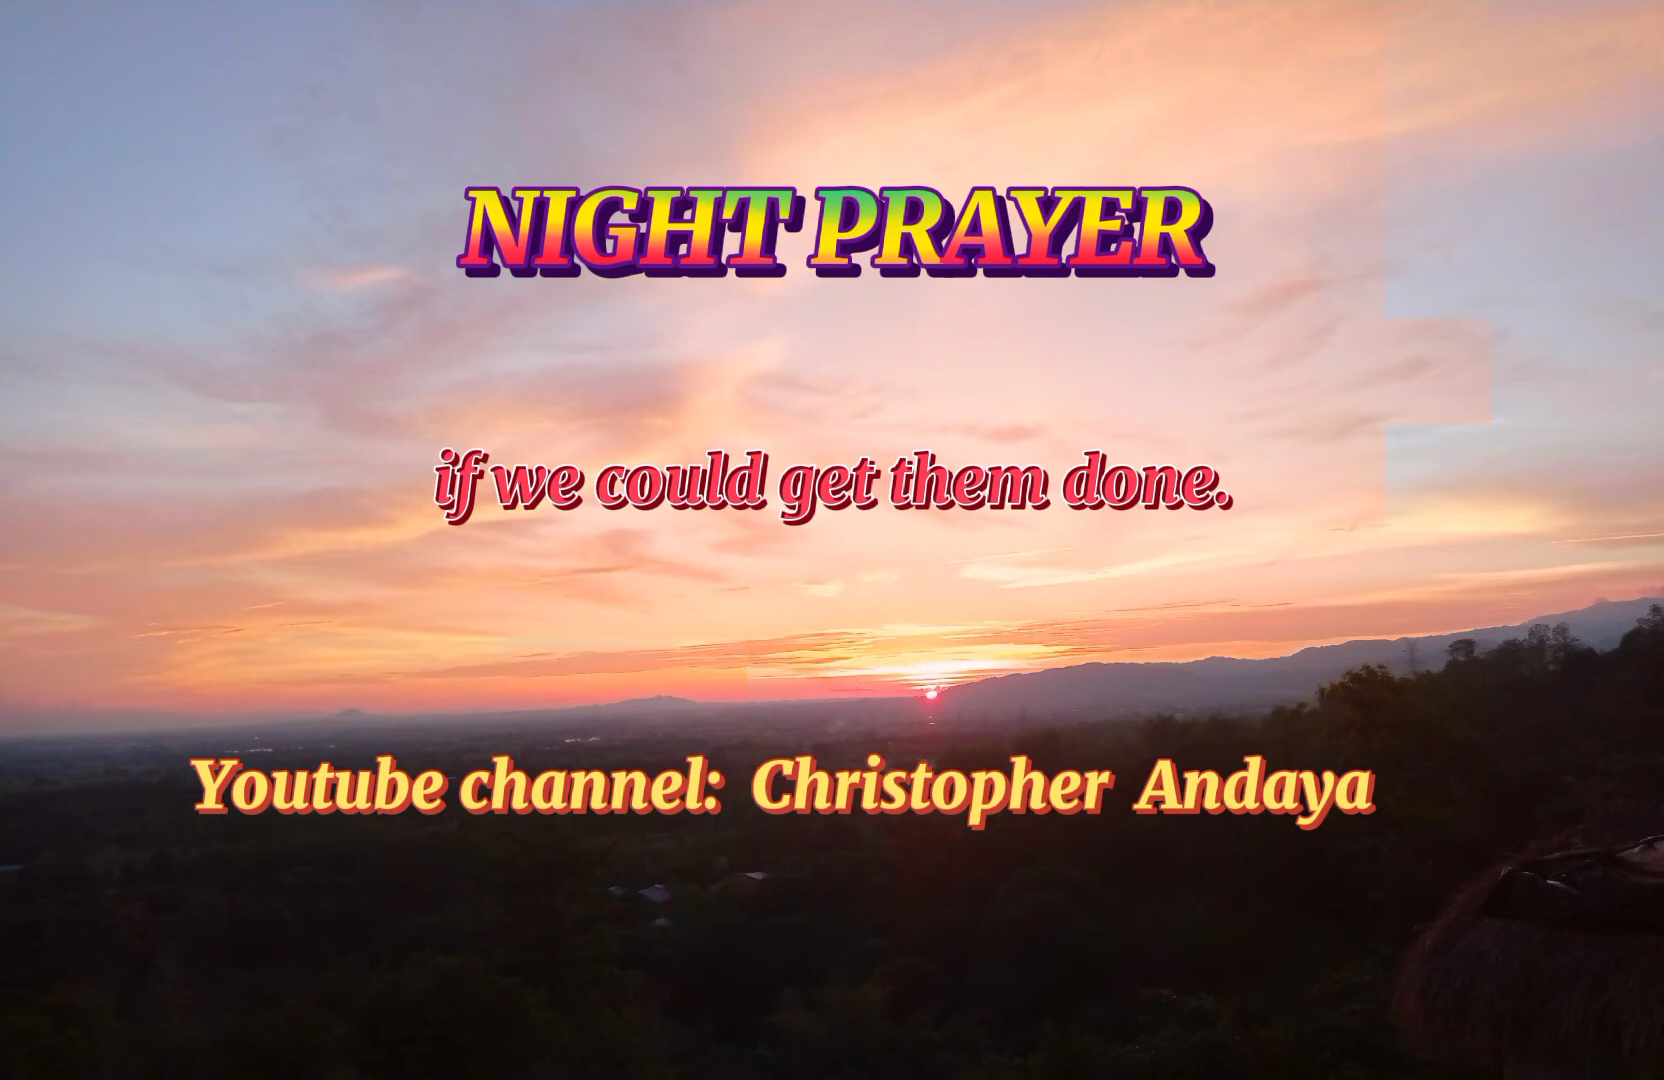 NIGHT PRAYER
if we could get them done.
Youtube channel: Christopher Andaya